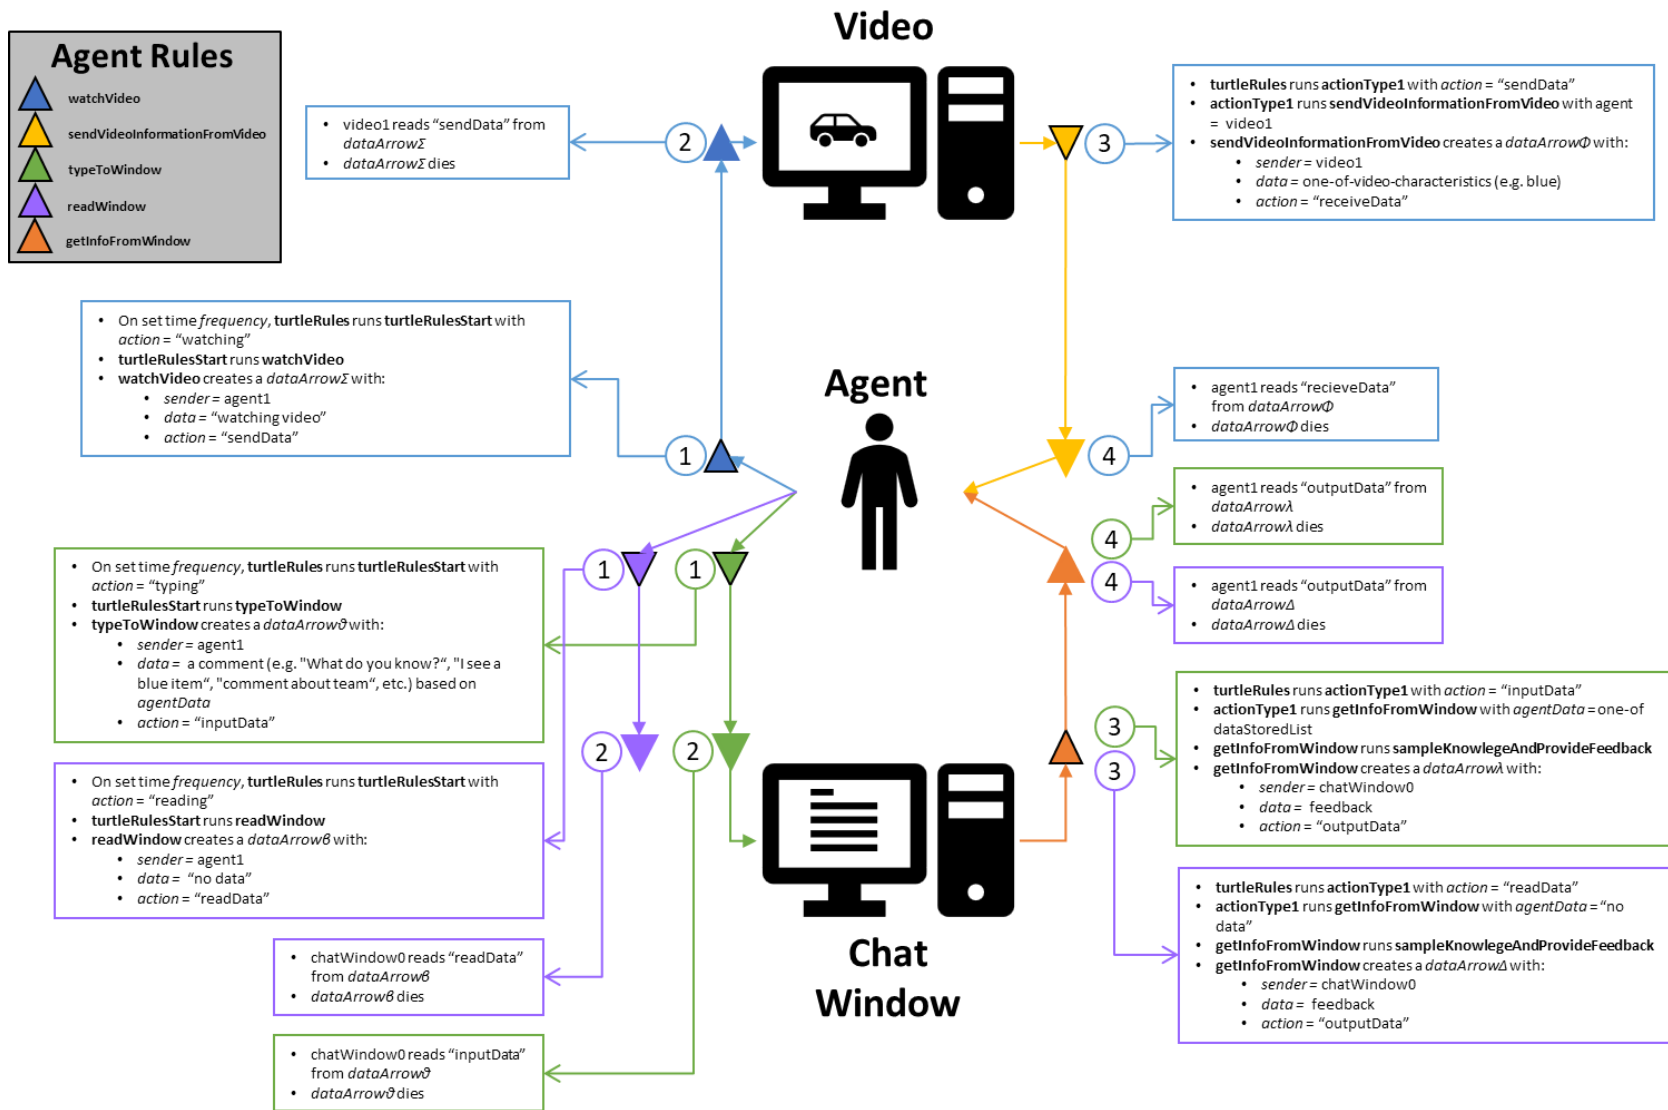 Video
Agent Rules
watchVideo
sendVideoInformationFromVideo
typeToWindow
readWindow
getInfoFromWindow
• video1 reads “sendData” from
dataArrowΣ
• dataArrowΣ dies
2
3
• turtleRules runs actionType1 with action = “sendData”
• actionType1 runs sendVideoInformationFromVideo with agent
= video1
• sendVideoInformationFromVideo creates a dataArrowΦ with:
• sender = video1
• data = one-of-video-characteristics (e.g. blue)
• action = “receiveData”
• On set time frequency, turtleRules runs turtleRulesStart with
action = “watching”
• turtleRulesStart runs watchVideo
• watchVideo creates a dataArrowΣ with:
• sender = agent1
• data = “watching video”
• action = “sendData”
1
Agent
4
• agent1 reads “recieveData”
from dataArrowΦ
• dataArrowΦ dies
4
• agent1 reads “outputData” from
dataArrowλ
• dataArrowλ dies
4
• agent1 reads “outputData” from
dataArrowΔ
• dataArrowΔ dies
1
1
• On set time frequency, turtleRules runs turtleRulesStart with
action = “typing”
• turtleRulesStart runs typeToWindow
• typeToWindow creates a dataArrowϑ with:
• sender = agent1
• data = a comment (e.g. "What do you know?“, "I see a
blue item“, "comment about team“, etc.) based on
agentData
• action = “inputData”
2
2
3
3
• turtleRules runs actionType1 with action = “inputData”
• actionType1 runs getInfoFromWindow with agentData = one-of
dataStoredList
• getInfoFromWindow runs sampleKnowlegeAndProvideFeedback
• getInfoFromWindow creates a dataArrowλ with:
• sender = chatWindow0
• data = feedback
• action = “outputData”
• On set time frequency, turtleRules runs turtleRulesStart with
action = “reading”
• turtleRulesStart runs readWindow
• readWindow creates a dataArrowβ with:
• sender = agent1
• data = “no data”
• action = “readData”
• turtleRules runs actionType1 with action = “readData”
• actionType1 runs getInfoFromWindow with agentData = “no
data”
• getInfoFromWindow runs sampleKnowlegeAndProvideFeedback
• getInfoFromWindow creates a dataArrowΔ with:
• sender = chatWindow0
• data = feedback
• action = “outputData”
Chat
Window
• chatWindow0 reads “readData”
from dataArrowβ
• dataArrowβ dies
• chatWindow0 reads “inputData”
from dataArrowϑ
• dataArrowϑ dies